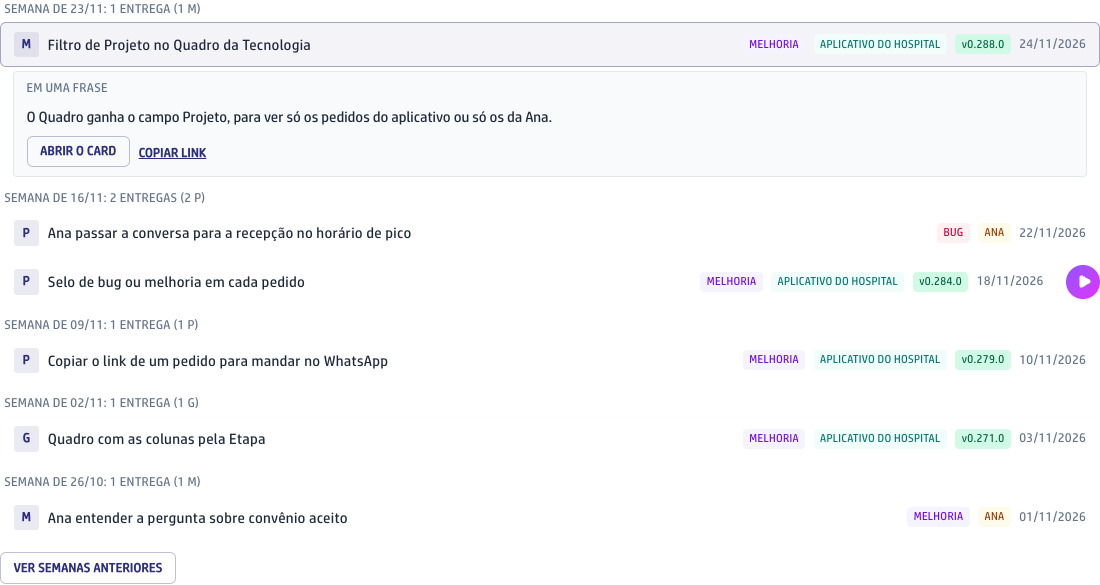 SEMANA DE 23/11: 1 ENTREGA (1 M)
M Filtro de Projeto no Quadro da Tecnologia MELHORIA APLICATIVO DO HOSPITAL v0.288.0 24/11/2026
EM UMA FRASE
O Quadro ganha o campo Projeto, para ver só os pedidos do aplicativo ou só os da Ana.
ABRIR O CARD COPIAR LINK
SEMANA DE 16/11: 2 ENTREGAS (2 P)
P Ana passar a conversa para a recepção no horário de pico BUG ANA 22/11/2026
P Selo de bug ou melhoria em cada pedido MELHORIA APLICATIVO DO HOSPITAL v0.284.0 18/11/2026
SEMANA DE 09/11: 1 ENTREGA (1 P)
P Copiar o link de um pedido para mandar no WhatsApp MELHORIA APLICATIVO DO HOSPITAL v0.279.0 10/11/2026
SEMANA DE 02/11: 1 ENTREGA (1 G)
G Quadro com as colunas pela Etapa MELHORIA APLICATIVO DO HOSPITAL v0.271.0 03/11/2026
SEMANA DE 26/10: 1 ENTREGA (1 M)
M Ana entender a pergunta sobre convênio aceito MELHORIA ANA 01/11/2026
VER SEMANAS ANTERIORES